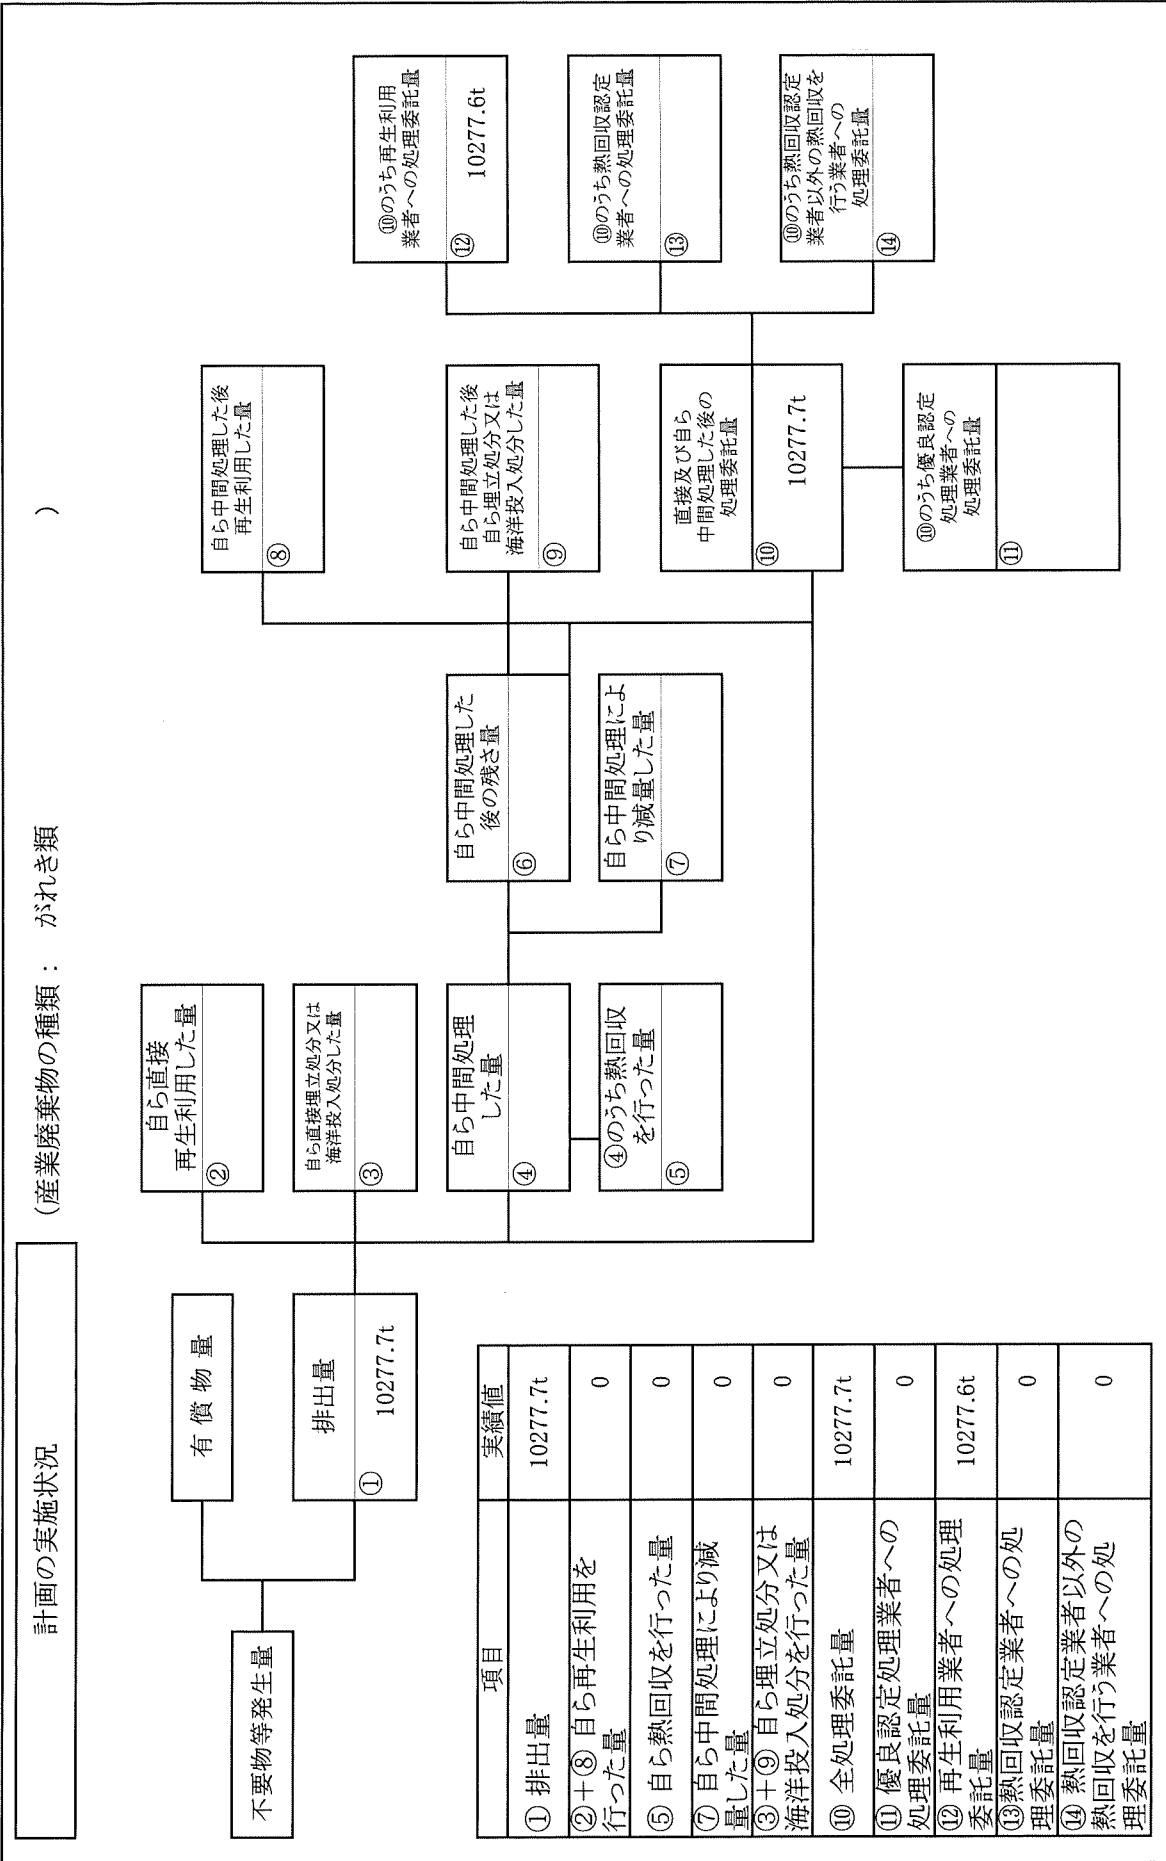 計画の実施状況
(産業廃棄物の種類： がれき類 )
不要物等発生量
有償物量
排出量
①
10277.7t
自ら直接
再生利用した量
②
自ら直接埋立処分又は
海洋投入処分した量
③
自ら中間処理
した量
④
④のうち熱回収
を行った量
⑤
自ら中間処理した
後の残さ量
⑥
自ら中間処理によ
り減量した量
⑦
自ら中間処理した後
再生利用した量
⑧
自ら中間処理した後
自ら埋立処分又は
海洋投入処分した量
⑨
直接及び自ら
中間処理した後の
処理委託量
⑩
10277.7t
⑩のうち優良認定
処理業者への
処理委託量
⑪
⑩のうち再生利用
業者への処理委託量
⑫
10277.6t
⑩のうち熱回収認定
業者への処理委託量
⑬
⑩のうち熱回収認定
業者以外の熱回収を
行う業者への
処理委託量
⑭
項目 実績値
① 排出量 10277.7t
②＋⑧ 自ら再生利用を
行った量 0
⑤ 自ら熱回収を行った量 0
⑦ 自ら中間処理により減
量した量 0
③＋⑨ 自ら埋立処分又は
海洋投入処分を行った量 0
⑩ 全処理委託量 10277.7t
⑪ 優良認定処理業者への
処理委託量 0
⑫ 再生利用業者への処理
委託量 10277.6t
⑬熱回収認定業者への処
理委託量 0
⑭ 熱回収認定業者以外の
熱回収を行う業者への処
理委託量 0